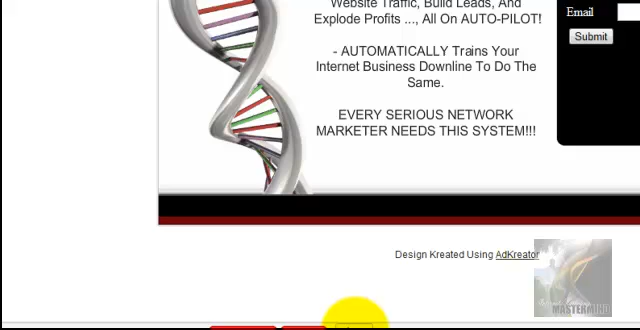 Website Traffic, Build Leads, And
Explode Profits ..., All On AUTO-PILOT!
Email
Submit
- AUTOMATICALLY Trains Your
Internet Business Downline To Do The
Same.
EVERY SERIOUS NETWORK
MARKETER NEEDS THIS SYSTEM!!!
Design Kreated Using AdKreator
MASTERMIND